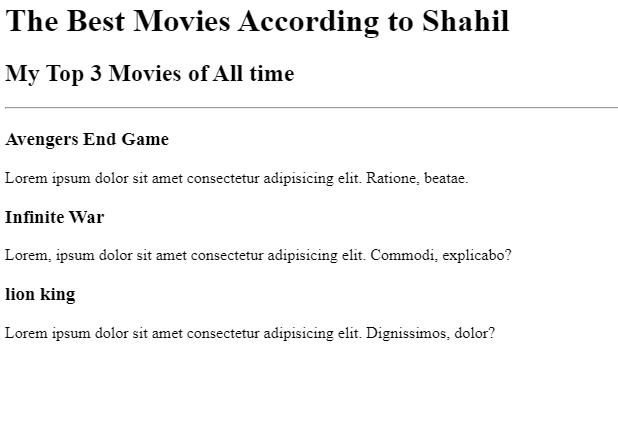 The Best Movies According to Shahil
My Top 3 Movies of All time
Avengers End Game
Lorem ipsum dolor sit amet consectetur adipisicing elit. Ratione, beatae.
Infinite War
Lorem, ipsum dolor sit amet consectetur adipisicing elit. Commodi, explicabo?
lion king
Lorem ipsum dolor sit amet consectetur adipisicing elit. Dignissimos, dolor?